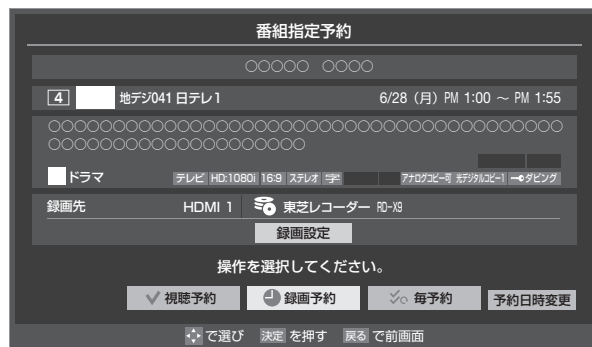 番組指定予約
○○○○○ ○○○○
4 地デジ041 日テレ1 6/28（月）PM 1:00 ～ PM 1:55
○○○○○○○○○○○○○○○○○○○○○○○○○○○○○○○○○○○○○○○○
○○○○○○○○○○○○○○○○○○○○
ドラマ テレビ HD:1080i 16:9 ステレオ 字 アナログコピー可 光デジタルコピー1 ダビング
録画先 HDMI 1 東芝レコーダー RD-X9
録画設定
操作を選択してください。
視聴予約 録画予約 毎予約 予約日時変更
で選び 決定 を押す 戻る で前画面